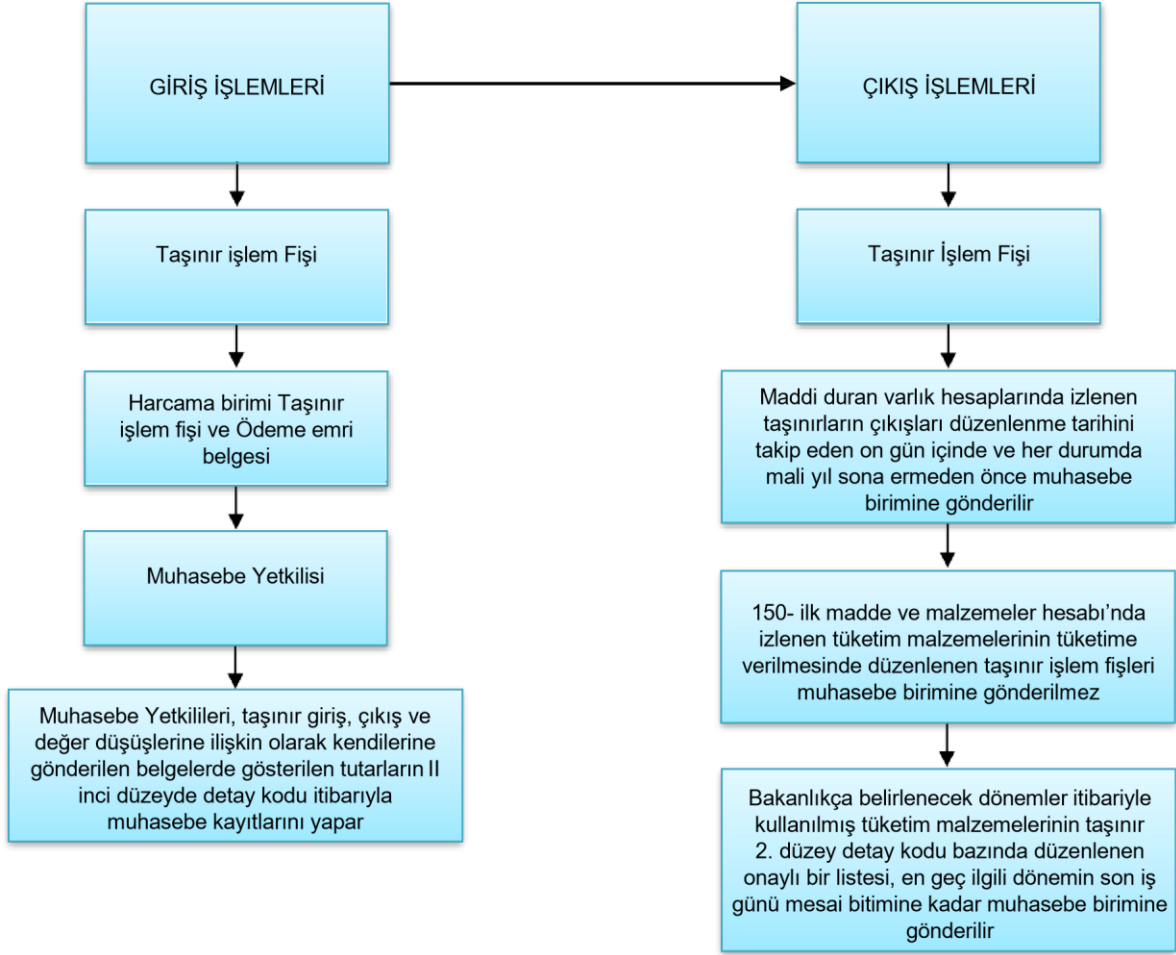 GİRİŞ İŞLEMLERİ
Taşınır işlem Fişi
Harcama birimi Taşınır
işlem fişi ve Ödeme emri
belgesi
Muhasebe Yetkilisi
Muhasebe Yetkilileri, taşınır giriş, çıkış ve
değer düşüşlerine ilişkin olarak kendilerine
gönderilen belgelerde gösterilen tutarların II
inci düzeyde detay kodu itibarıyla
muhasebe kayıtlarını yapar
ÇIKIŞ İŞLEMLERİ
Taşınır İşlem Fişi
Maddi duran varlık hesaplarında izlenen
taşınırların çıkışları düzenlenme tarihini
takip eden on gün içinde ve her durumda
mali yıl sona ermeden önce muhasebe
birimine gönderilir
150- ilk madde ve malzemeler hesabı’nda
izlenen tüketim malzemelerinin tüketime
verilmesinde düzenlenen taşınır işlem fişleri
muhasebe birimine gönderilmez
Bakanlıkça belirlenecek dönemler itibariyle
kullanılmış tüketim malzemelerinin taşınır
2. düzey detay kodu bazında düzenlenen
onaylı bir listesi, en geç ilgili dönemin son iş
günü mesai bitimine kadar muhasebe birimine
gönderilir